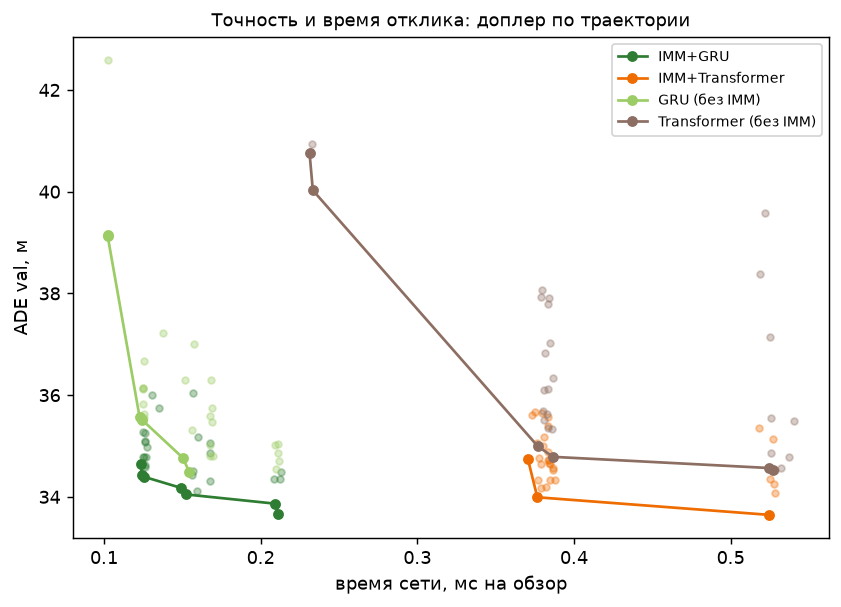 Точность и время отклика: доплер по траектории
IMM+GRU
IMM+Transformer
GRU (без IMM)
Transformer (без IMM)
ADE val, м
42
40
38
36
34
0.1 0.2 0.3 0.4 0.5
время сети, мс на обзор